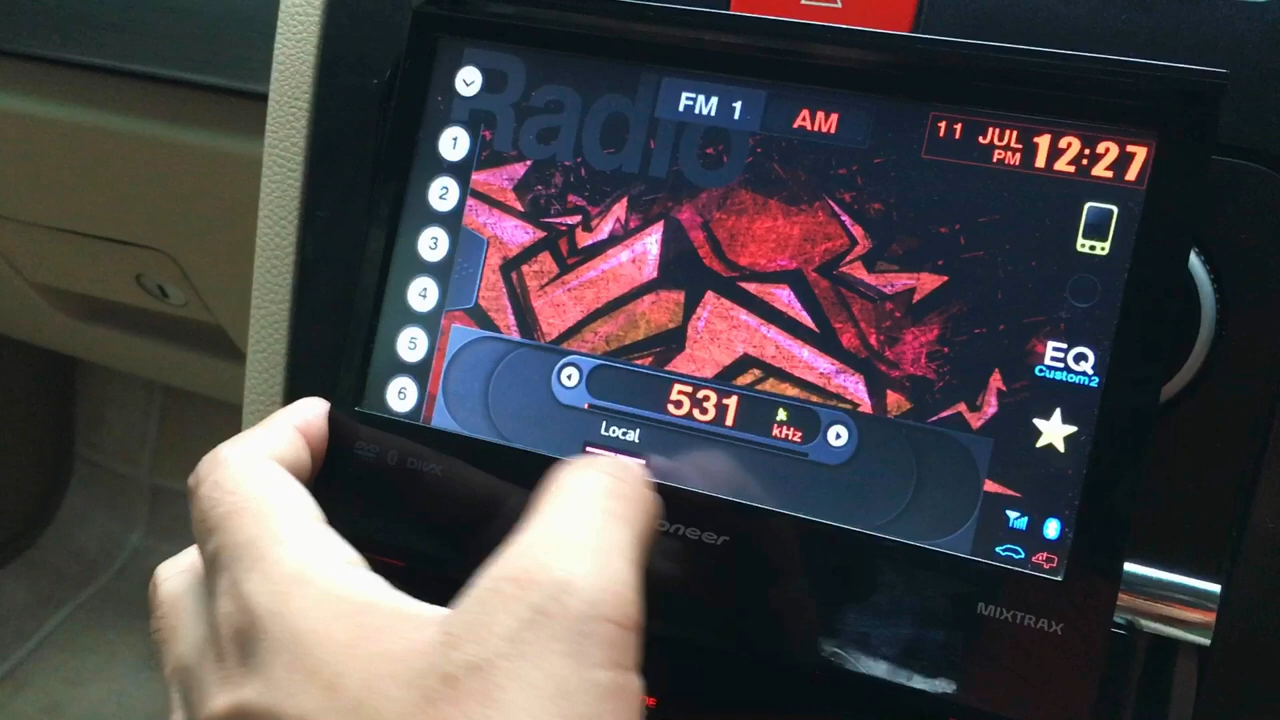 Radio
FM 1
AM
11 JUL
PM 12:27
1
2
3
4
5
6
EQ
Custom2
531
kHz
Local
DVD
DIVX
oneer
MIXTRAX